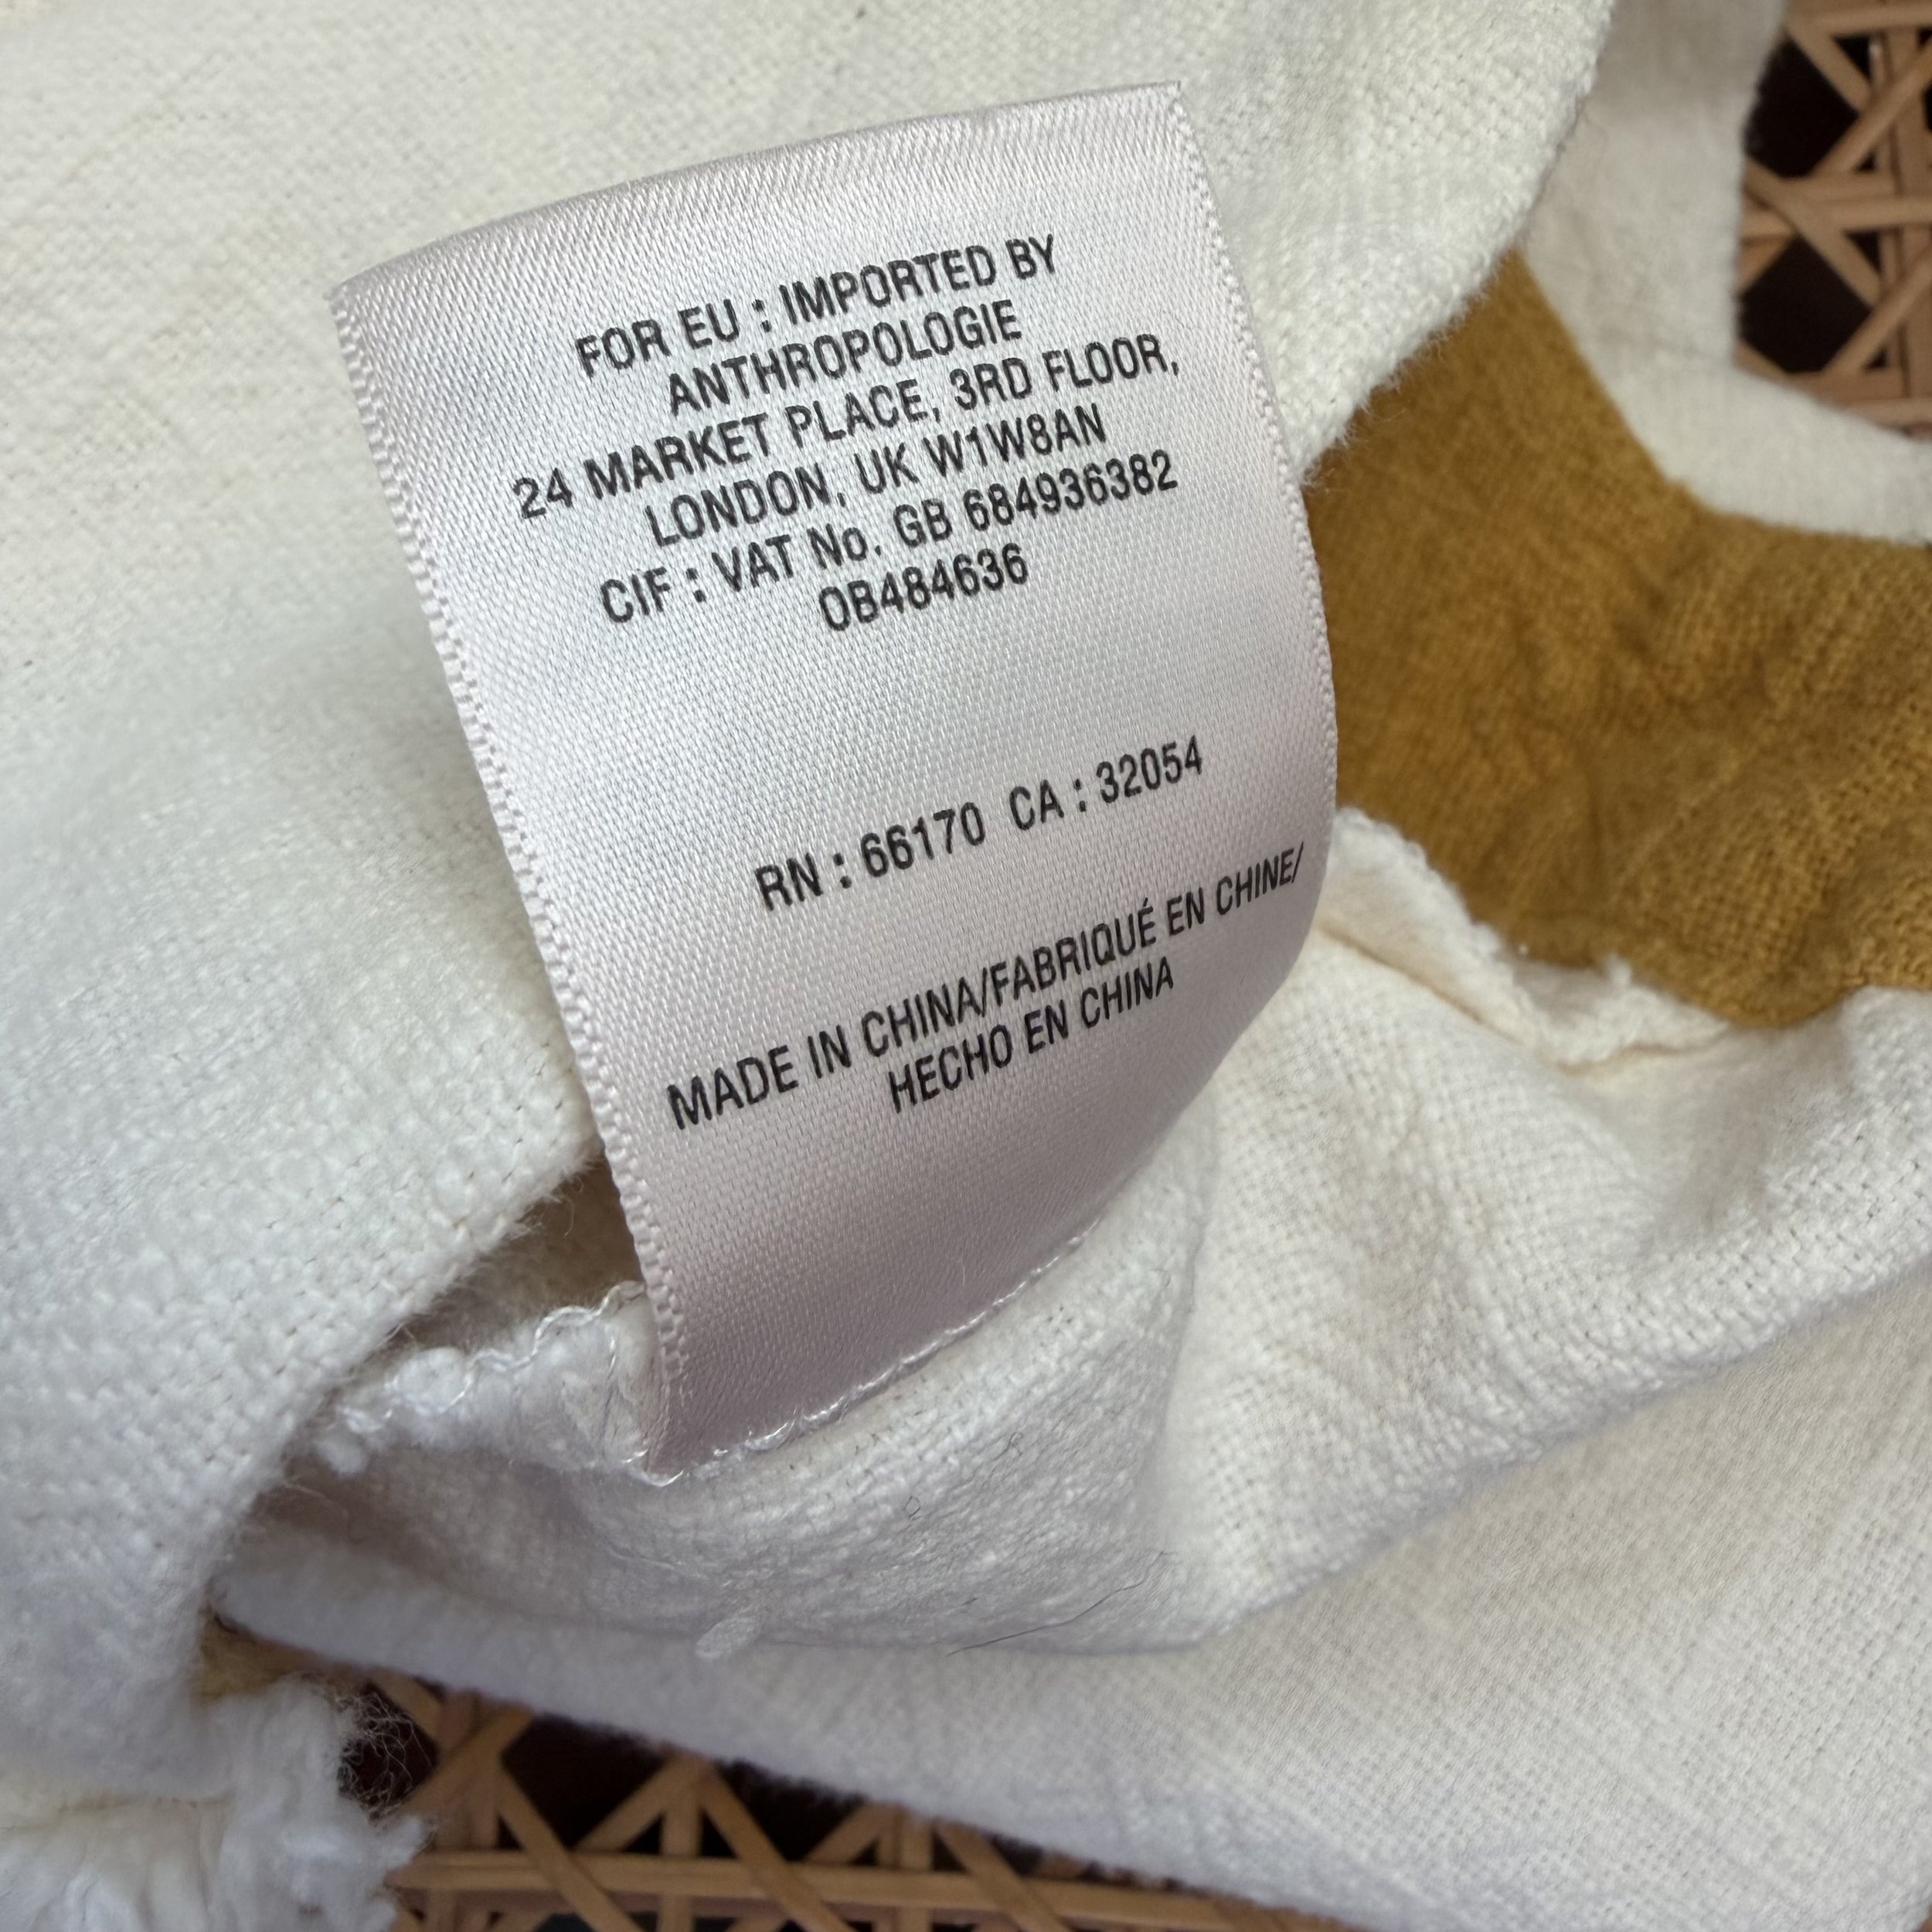 FOR EU : IMPORTED BY
ANTHROPOLOGIE
24 MARKET PLACE, 3RD FLOOR,
LONDON, UK W1W8AN
CIF : VAT No. GB 684936382
OB484636
RN : 66170 CA : 32054
MADE IN CHINA/FABRIQUÉ EN CHINE/
HECHO EN CHINA